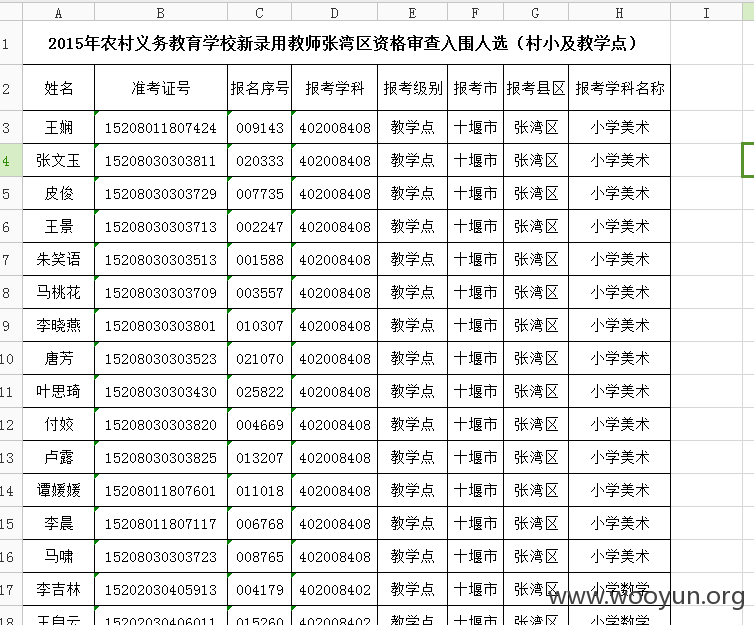 A B C D E F G H I
1 2015年农村义务教育学校新录用教师张湾区资格审查入围人选（村小及教学点）
2 姓名 准考证号 报名序号 报考学科 报考级别 报考市 报考县区 报考学科名称
3 王娴 15208011807424 009143 402008408 教学点 十堰市 张湾区 小学美术
4 张文玉 15208030303811 020333 402008408 教学点 十堰市 张湾区 小学美术
5 皮俊 15208030303729 007735 402008408 教学点 十堰市 张湾区 小学美术
6 王景 15208030303713 002247 402008408 教学点 十堰市 张湾区 小学美术
7 朱笑语 15208030303513 001588 402008408 教学点 十堰市 张湾区 小学美术
8 马桃花 15208030303709 003557 402008408 教学点 十堰市 张湾区 小学美术
9 李晓燕 15208030303801 010307 402008408 教学点 十堰市 张湾区 小学美术
10 唐芳 15208030303523 021070 402008408 教学点 十堰市 张湾区 小学美术
11 叶思琦 15208030303430 025822 402008408 教学点 十堰市 张湾区 小学美术
12 付姣 15208030303820 004669 402008408 教学点 十堰市 张湾区 小学美术
13 卢露 15208030303825 013207 402008408 教学点 十堰市 张湾区 小学美术
14 谭媛媛 15208011807601 011018 402008408 教学点 十堰市 张湾区 小学美术
15 李晨 15208011807117 006768 402008408 教学点 十堰市 张湾区 小学美术
16 马啸 15208030303723 008765 402008408 教学点 十堰市 张湾区 小学美术
17 李吉林 15202030405913 004179 402008402 教学点 十堰市 张湾区 小学数学
www.wooyun.org
18 15202030406011 015260 402008402 教学点 十堰市 张湾区 小学数学